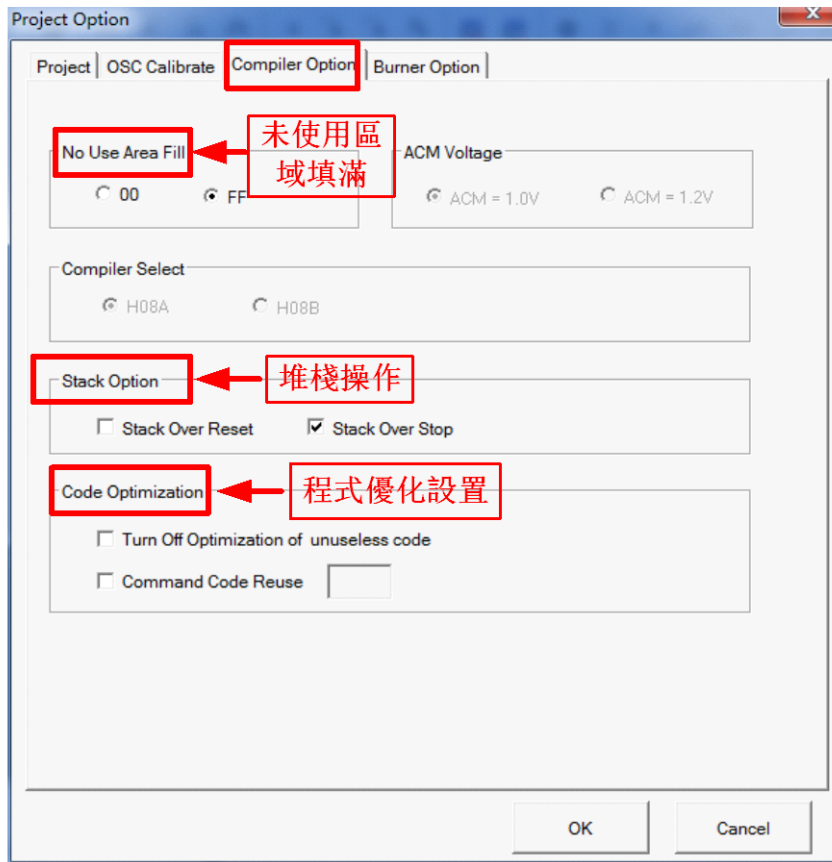 Project Option
Project OSC Calibrate Compiler Option Burner Option
未使用區
域填滿
No Use Area Fill
00 FF
ACM Voltage
ACM = 1.0V ACM = 1.2V
Compiler Select
H08A H08B
Stack Option
堆棧操作
Stack Over Reset Stack Over Stop
Code Optimization
程式優化設置
Turn Off Optimization of unuseless code
Command Code Reuse
OK Cancel